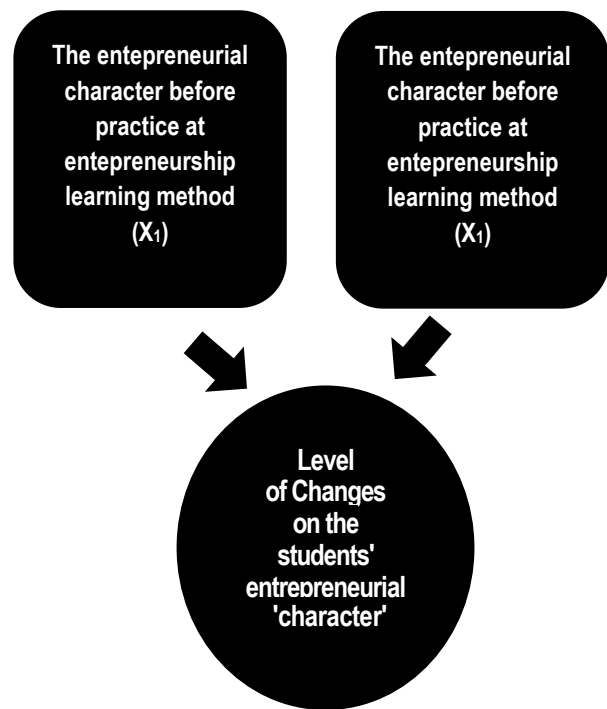 The entepreneurial
character before
practice at
entepreneurship
learning method
(X₁)
The entepreneurial
character before
practice at
entepreneurship
learning method
(X₁)
Level
of Changes
on the
students'
entrepreneurial
'character'